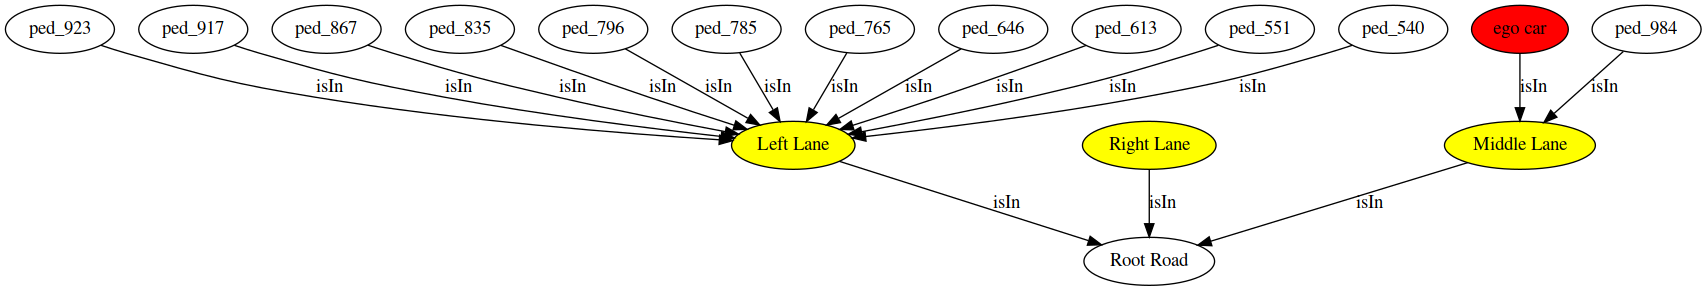 ped_923 ped_917 ped_867 ped_835 ped_796 ped_785 ped_765 ped_646 ped_613 ped_551 ped_540 ego car ped_984
isIn isIn isIn isIn isIn isIn isIn isIn isIn isIn isIn isIn isIn
Left Lane Right Lane Middle Lane
isIn isIn isIn
Root Road